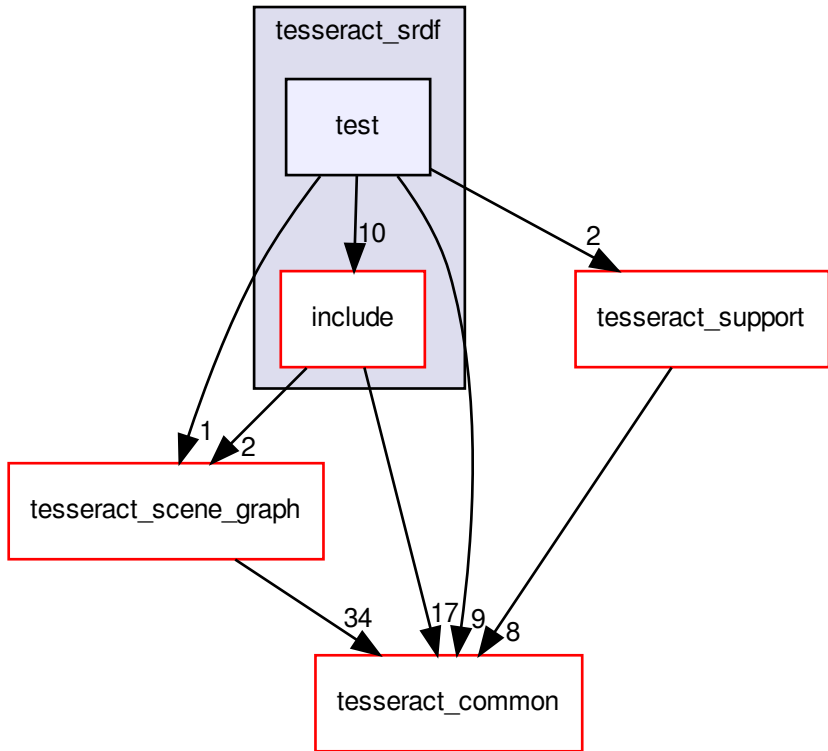 tesseract_srdf
test
10
2
include
tesseract_support
1
2
tesseract_scene_graph
34
17
9
8
tesseract_common